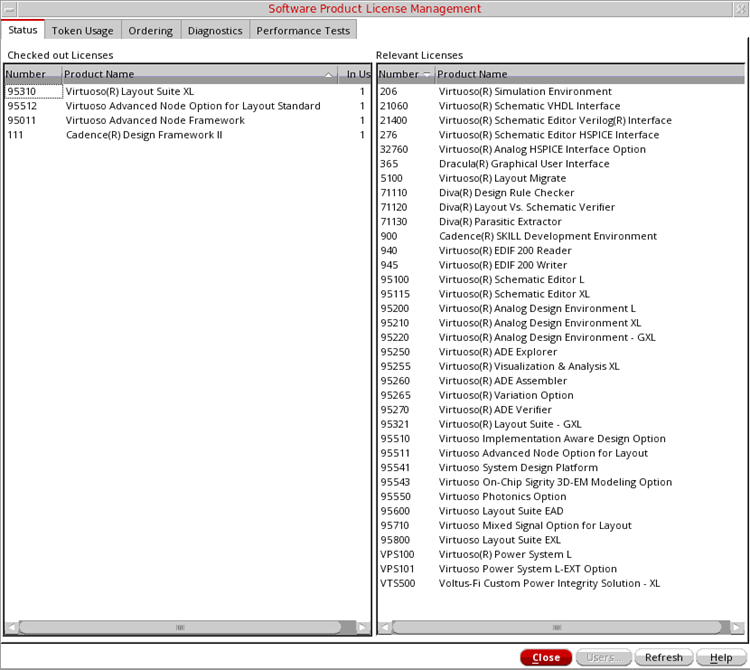 Software Product License Management
Status Token Usage Ordering Diagnostics Performance Tests
Checked out Licenses
Number Product Name In Us
95310 Virtuoso(R) Layout Suite XL 1
95512 Virtuoso Advanced Node Option for Layout Standard 1
95011 Virtuoso Advanced Node Framework 1
111 Cadence(R) Design Framework II 1
Relevant Licenses
Number Product Name
206 Virtuoso(R) Simulation Environment
21060 Virtuoso(R) Schematic VHDL Interface
21400 Virtuoso(R) Schematic Editor Verilog(R) Interface
276 Virtuoso(R) Schematic Editor HSPICE Interface
32760 Virtuoso(R) Analog HSPICE Interface Option
365 Dracula(R) Graphical User Interface
5100 Virtuoso(R) Layout Migrate
71110 Diva(R) Design Rule Checker
71120 Diva(R) Layout Vs. Schematic Verifier
71130 Diva(R) Parasitic Extractor
900 Cadence(R) SKILL Development Environment
940 Virtuoso(R) EDIF 200 Reader
945 Virtuoso(R) EDIF 200 Writer
95100 Virtuoso(R) Schematic Editor L
95115 Virtuoso(R) Schematic Editor XL
95200 Virtuoso(R) Analog Design Environment L
95210 Virtuoso(R) Analog Design Environment XL
95220 Virtuoso(R) Analog Design Environment - GXL
95250 Virtuoso(R) ADE Explorer
95255 Virtuoso(R) Visualization & Analysis XL
95260 Virtuoso(R) ADE Assembler
95265 Virtuoso(R) Variation Option
95270 Virtuoso(R) ADE Verifier
95321 Virtuoso(R) Layout Suite - GXL
95510 Virtuoso Implementation Aware Design Option
95511 Virtuoso Advanced Node Option for Layout
95541 Virtuoso System Design Platform
95543 Virtuoso On-Chip Sigrity 3D-EM Modeling Option
95550 Virtuoso Photonics Option
95600 Virtuoso Layout Suite EAD
95710 Virtuoso Mixed Signal Option for Layout
95800 Virtuoso Layout Suite EXL
VPS100 Virtuoso(R) Power System L
VPS101 Virtuoso Power System L-EXT Option
VTS500 Voltus-Fi Custom Power Integrity Solution - XL
Close Users... Refresh Help